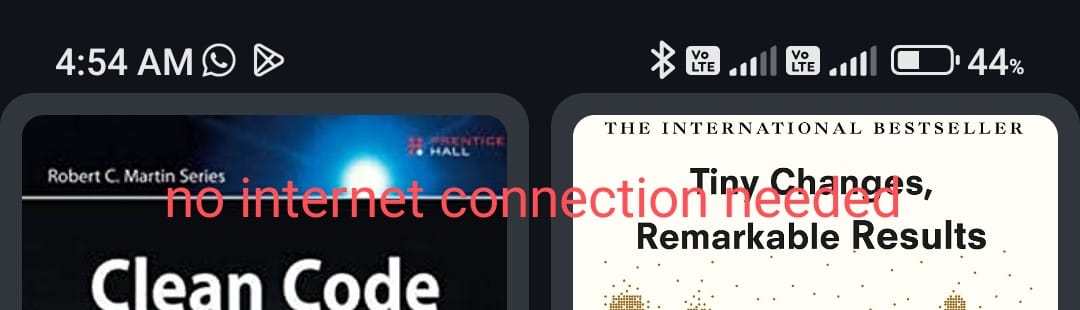 4:54 AM
Vo LTE
Vo LTE
44%
PRENTICE
HALL
Robert C. Martin Series
Clean Code
THE INTERNATIONAL BESTSELLER
Tiny Changes,
Remarkable Results
no internet connection needed